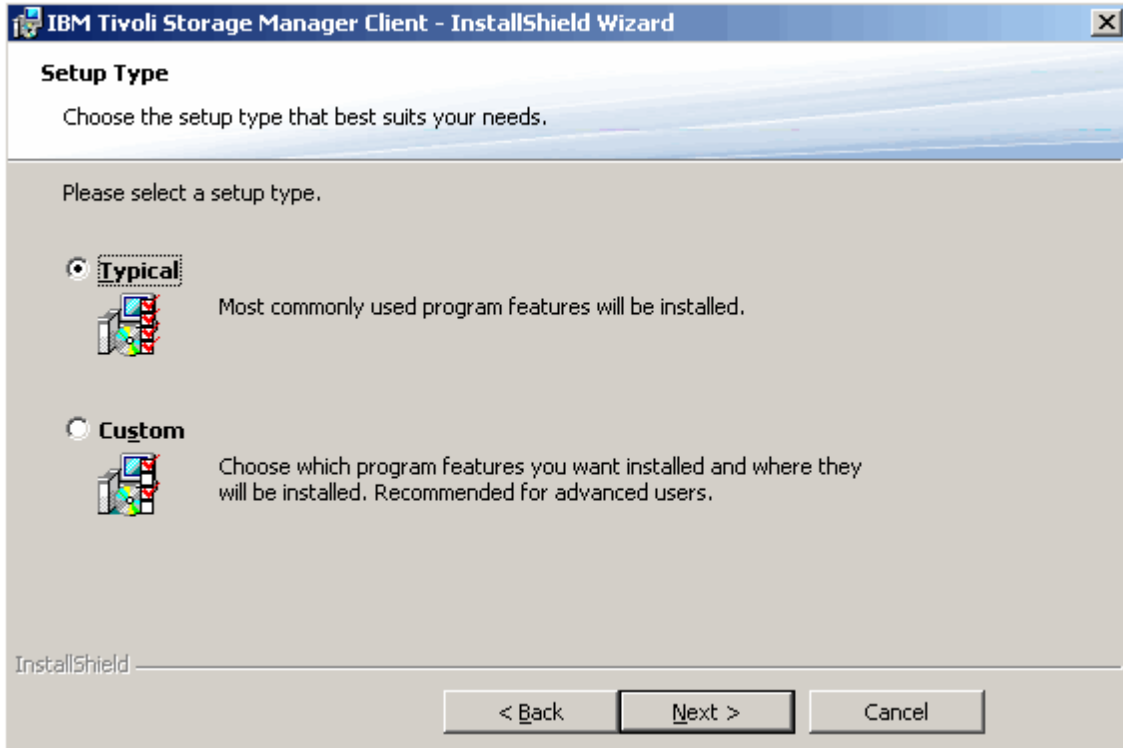 IBM Tivoli Storage Manager Client - InstallShield Wizard
Setup Type
Choose the setup type that best suits your needs.
Please select a setup type.
Typical
Most commonly used program features will be installed.
Custom
Choose which program features you want installed and where they
will be installed. Recommended for advanced users.
InstallShield
< Back
Next >
Cancel